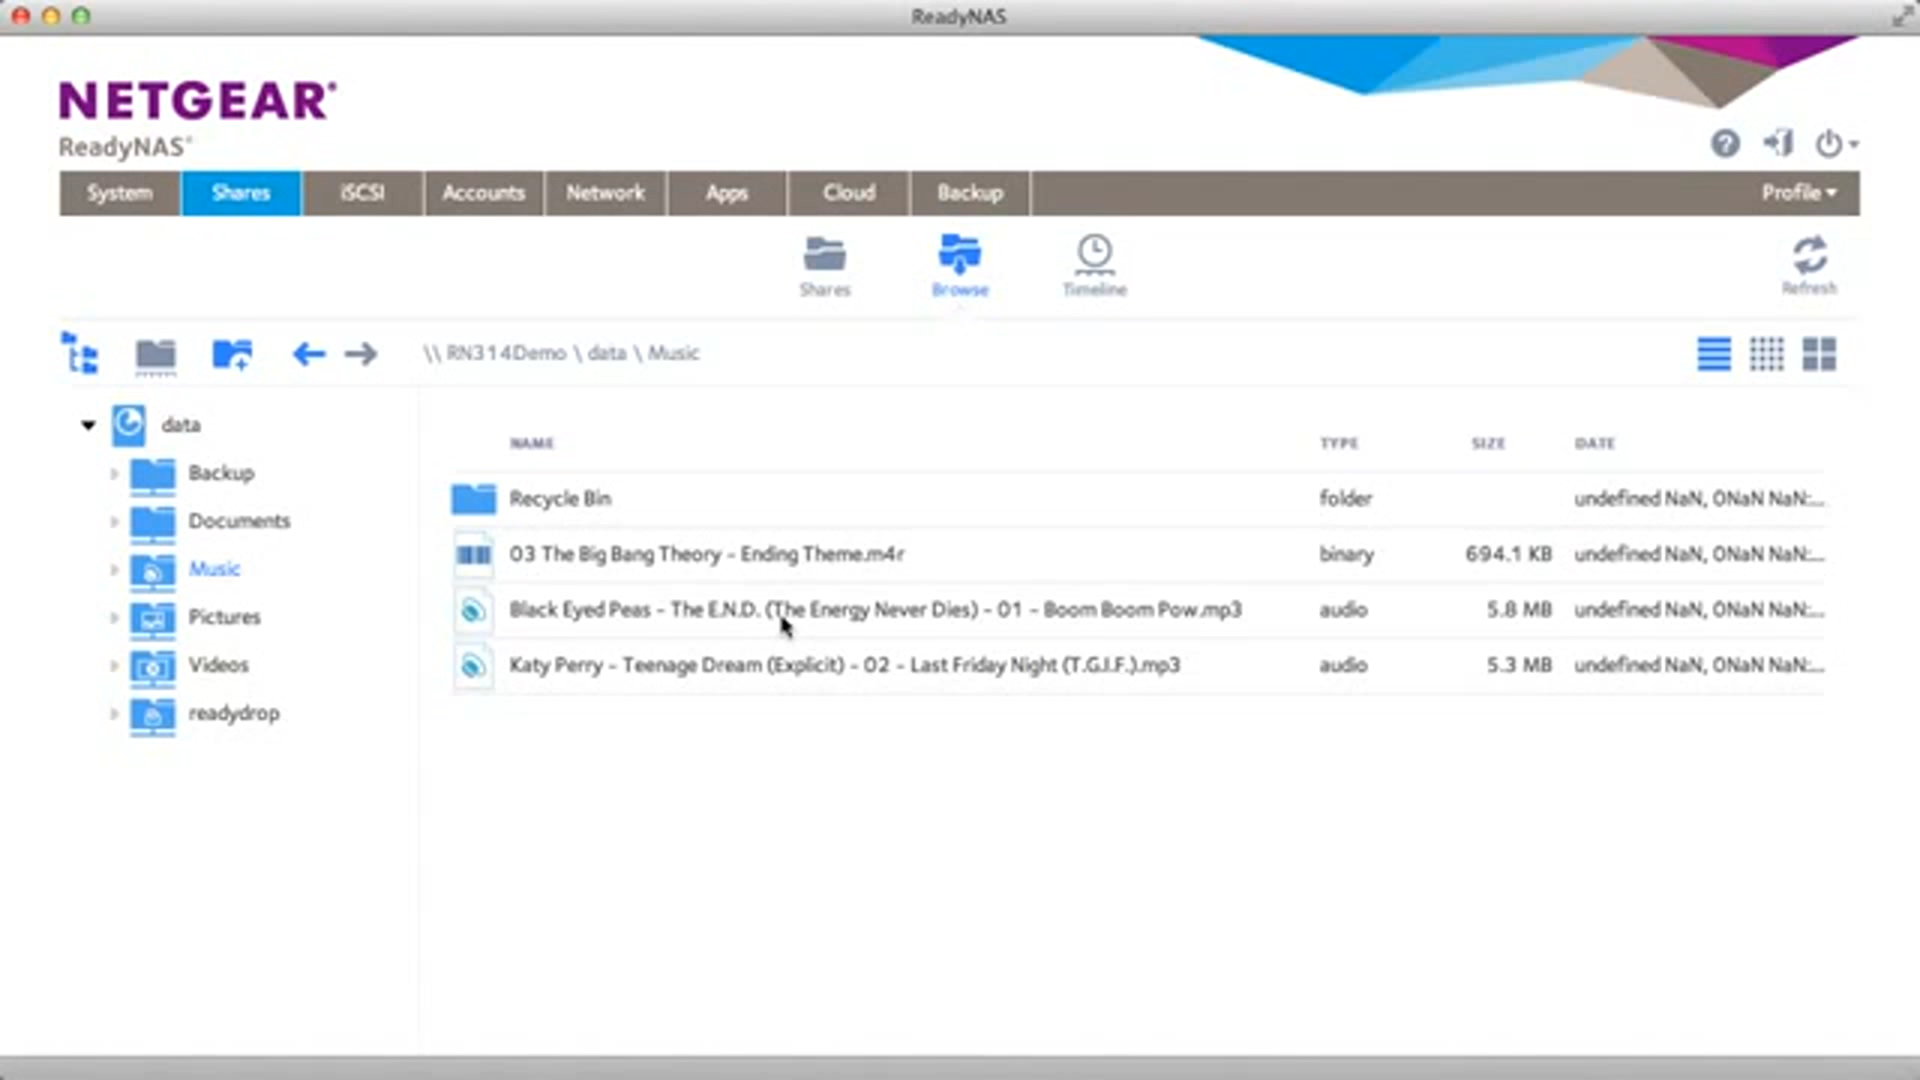 ReadyNAS
NETGEAR®
ReadyNAS®
System Shares iSCSI Accounts Network Apps Cloud Backup Profile
Shares Browse Timeline Refresh
\\ RN314Demo \ data \ Music
data
Backup
Documents
Music
Pictures
Videos
readydrop
NAME TYPE SIZE DATE
Recycle Bin folder undefined NaN, 0NaN NaN:...
03 The Big Bang Theory - Ending Theme.m4r binary 694.1 KB undefined NaN, 0NaN NaN:...
Black Eyed Peas - The E.N.D. (The Energy Never Dies) - 01 - Boom Boom Pow.mp3 audio 5.8 MB undefined NaN, 0NaN NaN:...
Katy Perry - Teenage Dream (Explicit) - 02 - Last Friday Night (T.G.I.F.).mp3 audio 5.3 MB undefined NaN, 0NaN NaN:...